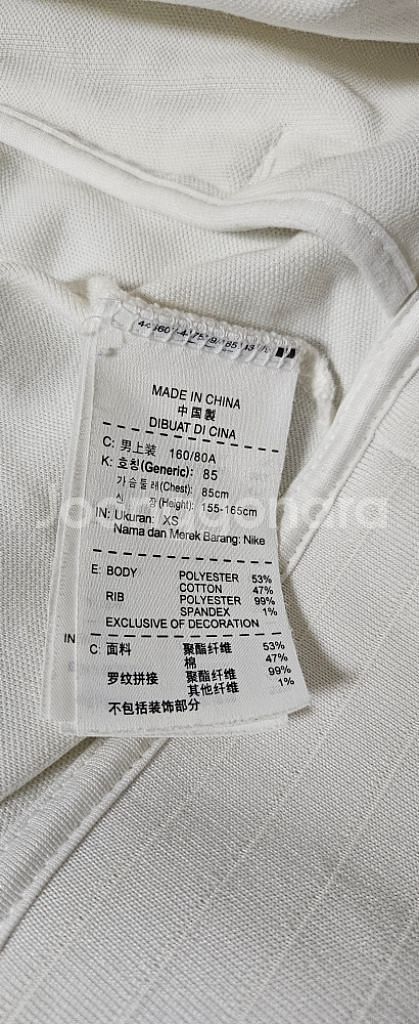 MADE IN CHINA
中国製
DIBUAT DI CINA
C: 男上装 160/80A
K: 호칭(Generic): 85
가슴둘레(Chest): 85cm
신 장(Height): 155-165cm
IN: Ukuran: XS
Nama dan Merek Barang: Nike
E: BODY POLYESTER 53%
COTTON 47%
RIB POLYESTER 99%
SPANDEX 1%
EXCLUSIVE OF DECORATION
IN
C: 面料 聚酯纤维 53%
棉 47%
罗纹拼接 聚酯纤维 99%
其他纤维 1%
不包括装饰部分